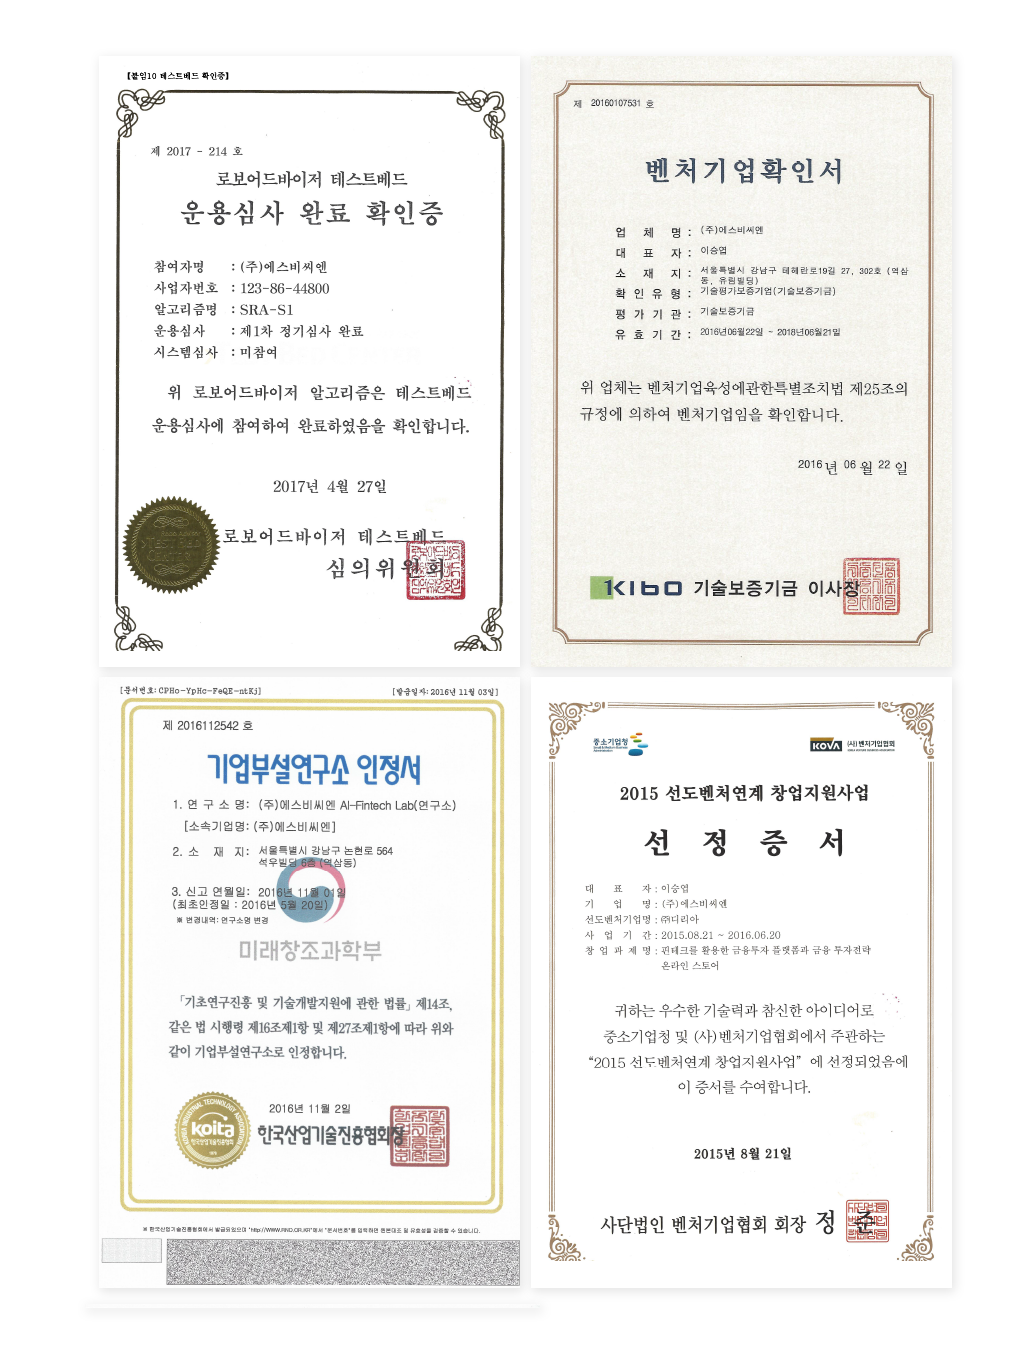 [붙임10 테스트베드 확인증]
제 2017 - 214 호
로보어드바이저 테스트베드
운용심사 완료 확인증
참여자명 : (주)에스비씨엔
사업자번호 : 123-86-44800
알고리즘명 : SRA-S1
운용심사 : 제1차 정기심사 완료
시스템심사 : 미참여
위 로보어드바이저 알고리즘은 테스트베드
운용심사에 참여하여 완료하였음을 확인합니다.
2017년 4월 27일
로보어드바이저 테스트베드
심의위원회
제 20160107531 호
벤처기업확인서
업 체 명 : (주)에스비씨엔
대 표 자 : 이승엽
소 재 지 : 서울특별시 강남구 테헤란로19길 27, 302호 (역삼
동, 유림빌딩)
확 인 유 형 : 기술평가보증기업(기술보증기금)
평 가 기 관 : 기술보증기금
유 효 기 간 : 2016년06월22일 ~ 2018년06월21일
위 업체는 벤처기업육성에관한특별조치법 제25조의
규정에 의하여 벤처기업임을 확인합니다.
2016 년 06 월 22 일
KIBO 기술보증기금 이사장
[문서번호:CPHo-YpHc-FeQE-ntKj]
[발급일자:2016년 11월 03일]
제 2016112542 호
기업부설연구소 인정서
1. 연 구 소 명: (주)에스비씨엔 AI-Fintech Lab(연구소)
[소속기업명: (주)에스비씨엔]
2. 소 재 지: 서울특별시 강남구 논현로 564
석우빌딩 6층 (역삼동)
3. 신고 연월일: 2016년 11월 01일
(최초인정일 : 2016년 5월 20일)
※ 변경내역: 연구소명 변경
미래창조과학부
「기초연구진흥 및 기술개발지원에 관한 법률」제14조,
같은 법 시행령 제16조제1항 및 제27조제1항에 따라 위와
같이 기업부설연구소로 인정합니다.
2016년 11월 2일
KOREA INDUSTRIAL TECHNOLOGY ASSOCIATION
koita
한국산업기술진흥협회
한국산업기술진흥협회장
※ 한국산업기술진흥협회에서 발급되었으며 "http://WWW.RND.OR.KR"에서 "문서번호"를 입력하면 원본대조 및 유효성을 검증할 수 있습니다.
중소기업청
KOVA (사)벤처기업협회
2015 선도벤처연계 창업지원사업
선 정 증 서
대 표 자 : 이승엽
기 업 명 : (주)에스비씨엔
선도벤처기업명 : ㈜디리아
사 업 기 간 : 2015.08.21 ~ 2016.06.20
창 업 과 제 명 : 핀테크를 활용한 금융투자 플랫폼과 금융 투자전략
온라인 스토어
귀하는 우수한 기술력과 참신한 아이디어로
중소기업청 및 (사)벤처기업협회에서 주관하는
“2015 선도벤처연계 창업지원사업” 에 선정되었음에
이 증서를 수여합니다.
2015년 8월 21일
사단법인 벤처기업협회 회장 정 준